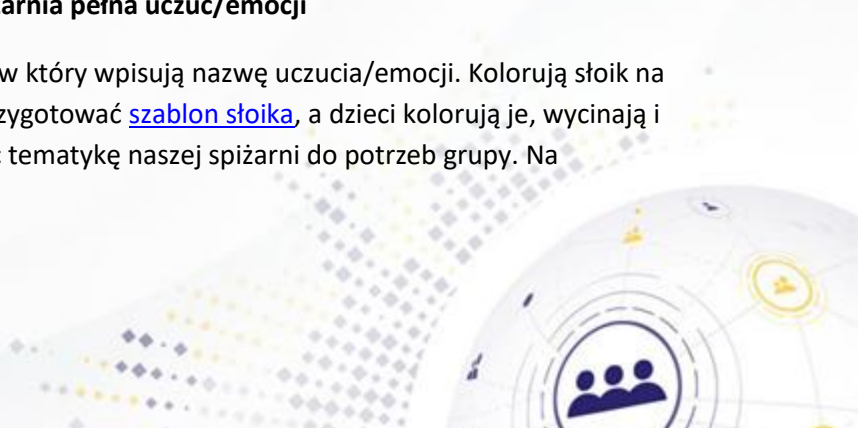 pełna uczuć/emocji
w który wpisują nazwę uczucia/emocji. Kolorują słoik na
zygotować szablon słoika, a dzieci kolorują je, wycinają i
tematykę naszej spiżarni do potrzeb grupy. Na